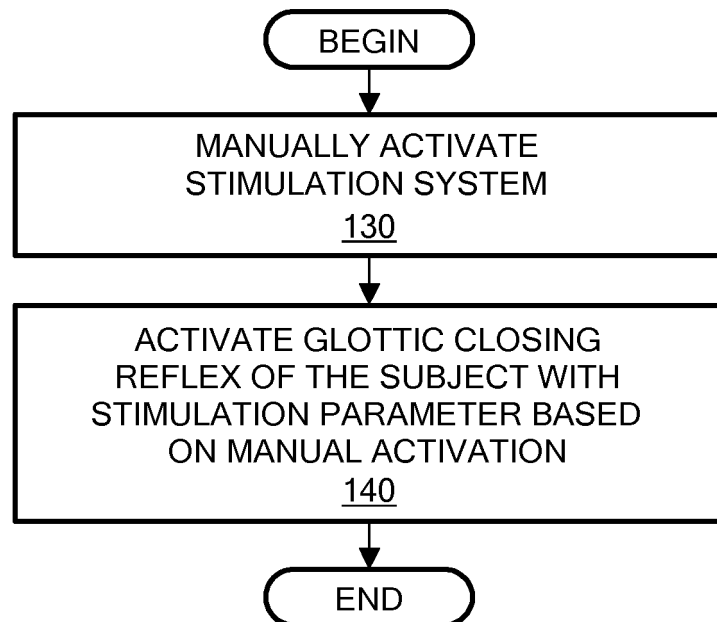 BEGIN
MANUALLY ACTIVATE
STIMULATION SYSTEM
130
ACTIVATE GLOTTIC CLOSING
REFLEX OF THE SUBJECT WITH
STIMULATION PARAMETER BASED
ON MANUAL ACTIVATION
140
END